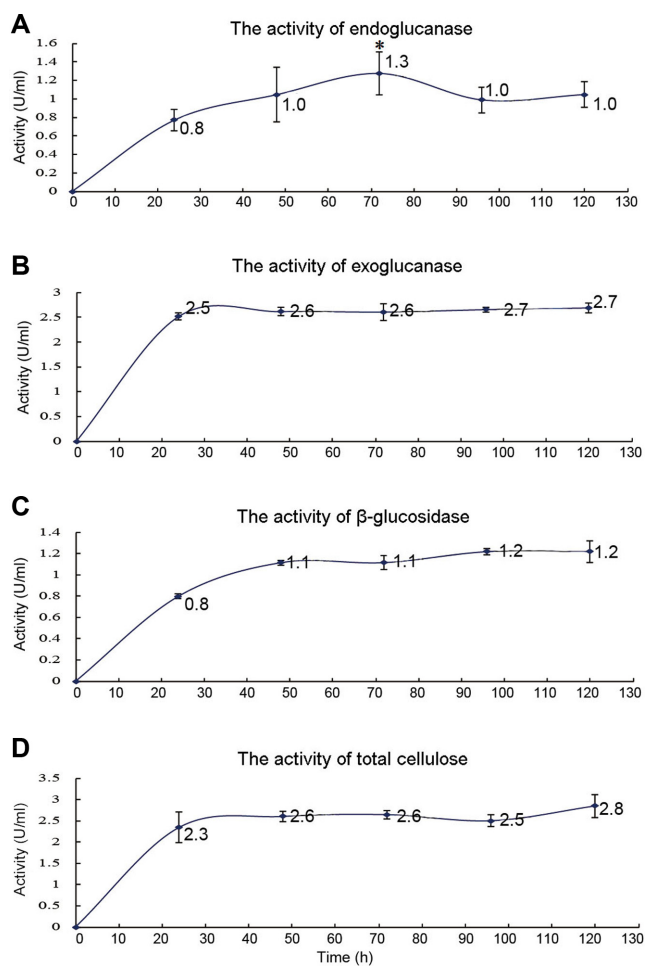 A
The activity of endoglucanase
Activity (U/ml)
1.6
1.4
1.2
1
0.8
0.6
0.4
0.2
0
0.8
1.0
*
1.3
1.0
1.0
0 10 20 30 40 50 60 70 80 90 100 110 120 130
B
The activity of exoglucanase
Activity (U/ml)
3
2.5
2
1.5
1
0.5
0
2.5 2.6 2.6 2.7 2.7
0 10 20 30 40 50 60 70 80 90 100 110 120 130
C
The activity of β-glucosidase
Activity (U/ml)
1.4
1.2
1
0.8
0.6
0.4
0.2
0
0.8 1.1 1.1 1.2 1.2
0 10 20 30 40 50 60 70 80 90 100 110 120 130
D
The activity of total cellulose
Activity (U/ml)
3.5
3
2.5
2
1.5
1
0.5
0
2.3 2.6 2.6 2.5 2.8
0 10 20 30 40 50 60 70 80 90 100 110 120 130
Time (h)